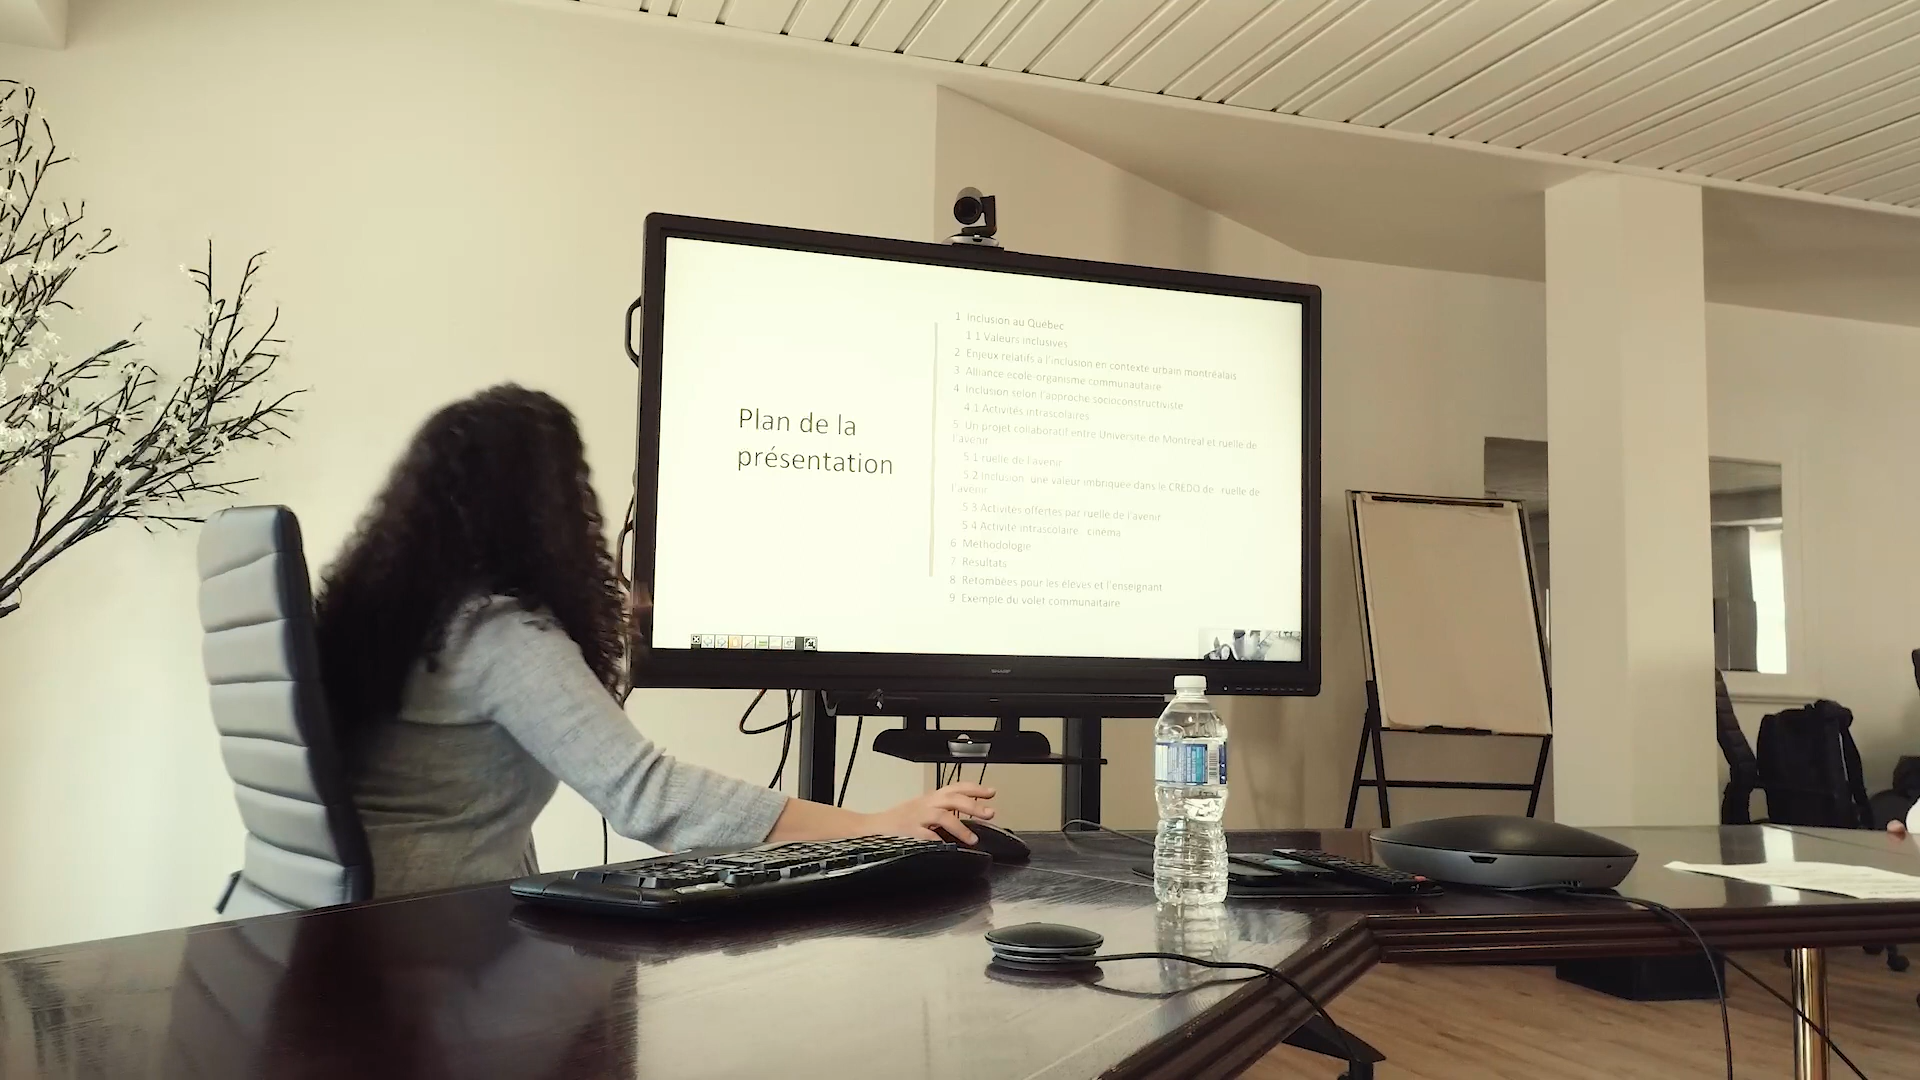 Plan de la
présentation
1 Inclusion au Québec
1 1 Valeurs inclusives
2 Enjeux relatifs à l'inclusion en contexte urbain montréalais
3 Alliance école-organisme communautaire
4 Inclusion selon l'approche socioconstructiviste
4 1 Activités intrascolaires
5 Un projet collaboratif entre Université de Montréal et ruelle de
l'avenir
5 1 ruelle de l'avenir
5 2 Inclusion une valeur imbriquée dans le CREDO de ruelle de
l'avenir
5 3 Activités offertes par ruelle de l'avenir
5 4 Activité intrascolaire cinéma
6 Méthodologie
7 Résultats
8 Retombées pour les élèves et l'enseignant
9 Exemple du volet communautaire
SHARP